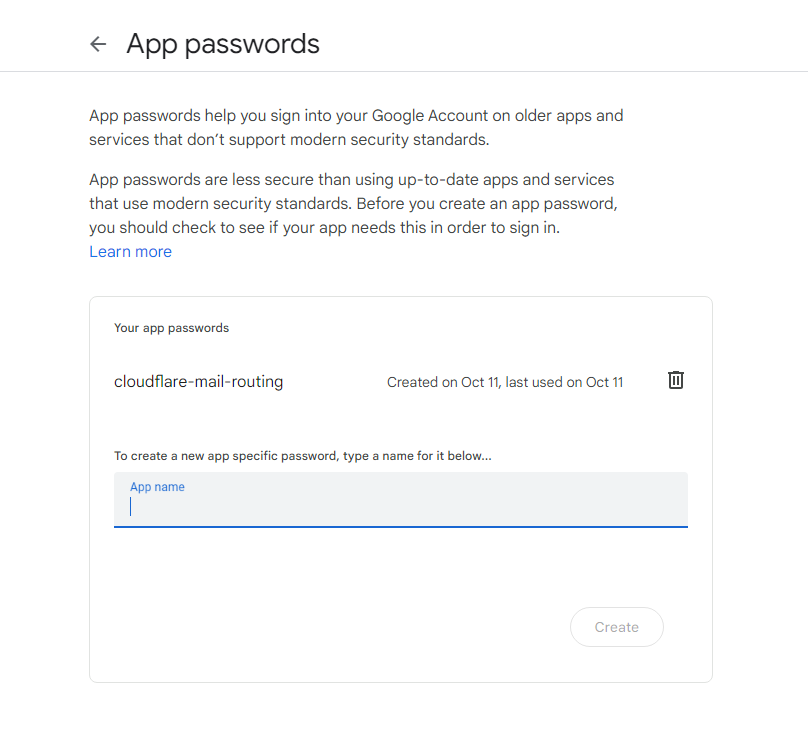 App passwords
App passwords help you sign into your Google Account on older apps and
services that don’t support modern security standards.
App passwords are less secure than using up-to-date apps and services
that use modern security standards. Before you create an app password,
you should check to see if your app needs this in order to sign in.
Learn more
Your app passwords
cloudflare-mail-routing Created on Oct 11, last used on Oct 11
To create a new app specific password, type a name for it below...
App name
Create